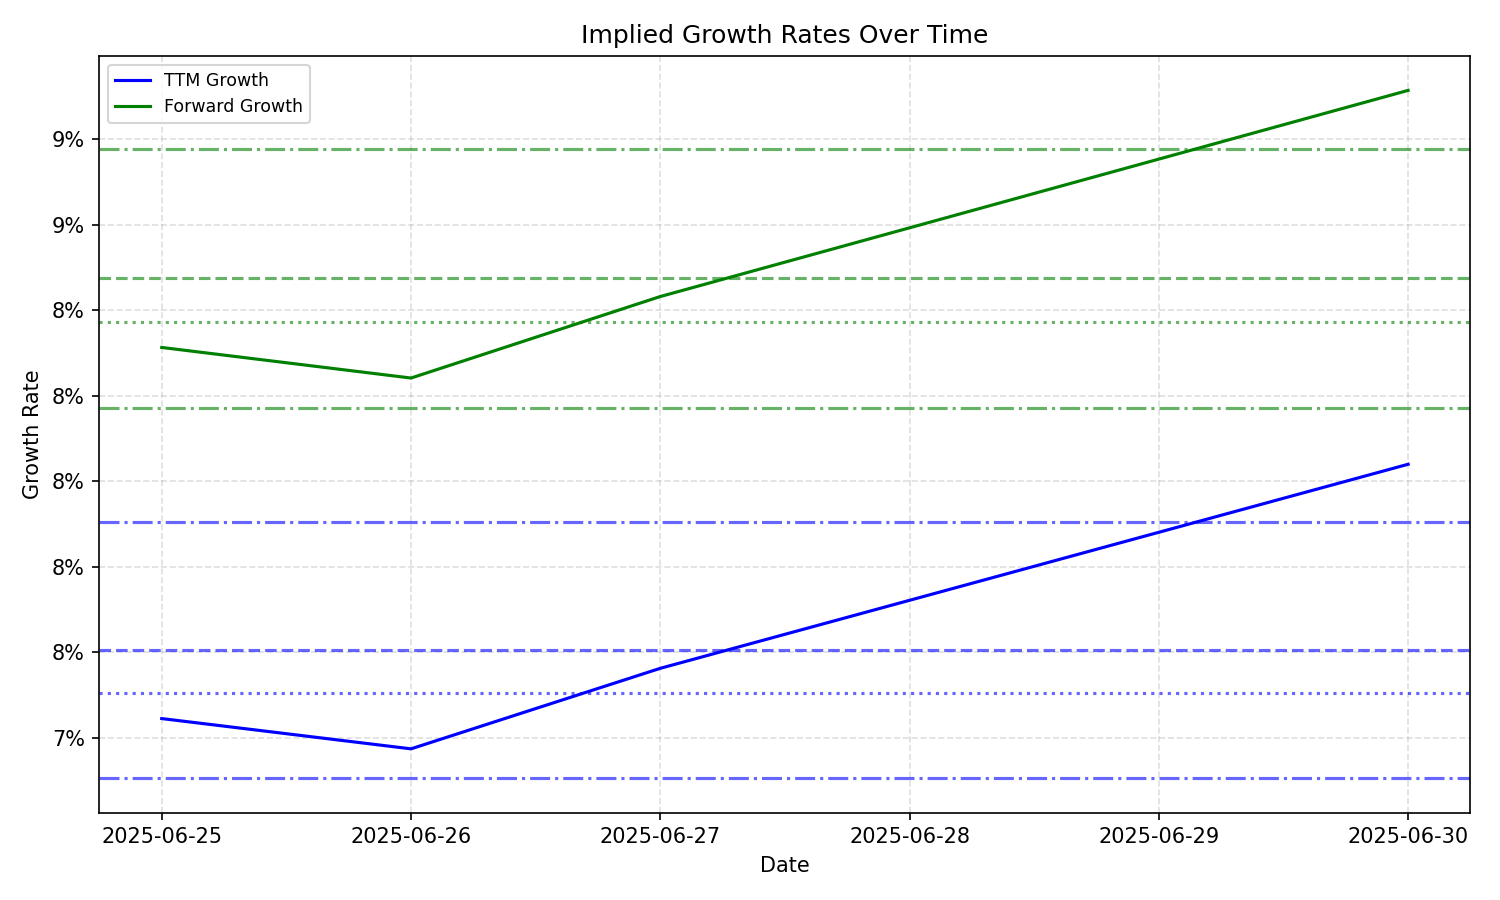 Implied Growth Rates Over Time
TTM Growth
Forward Growth
9%
9%
8%
8%
8%
8%
8%
7%
Growth Rate
2025-06-25
2025-06-26
2025-06-27
2025-06-28
2025-06-29
2025-06-30
Date